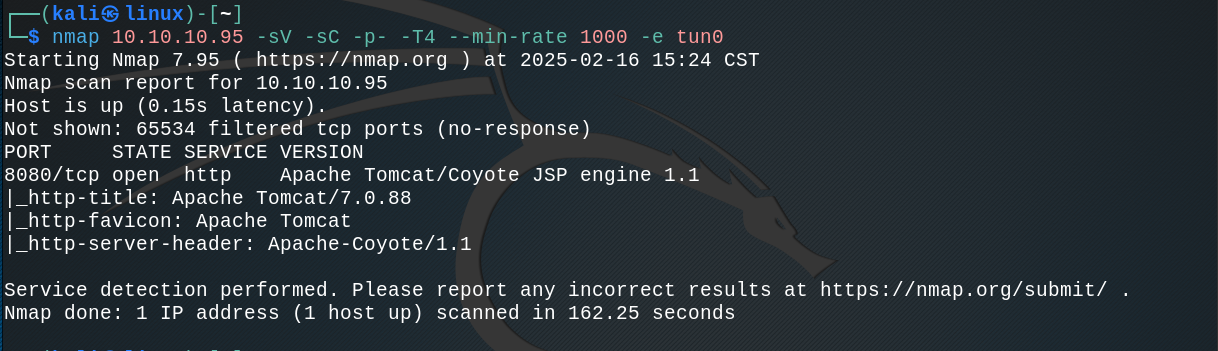 ┌──(kali㉿linux)-[~]
└─$ nmap 10.10.10.95 -sV -sC -p- -T4 --min-rate 1000 -e tun0
Starting Nmap 7.95 ( https://nmap.org ) at 2025-02-16 15:24 CST
Nmap scan report for 10.10.10.95
Host is up (0.15s latency).
Not shown: 65534 filtered tcp ports (no-response)
PORT     STATE SERVICE VERSION
8080/tcp open  http    Apache Tomcat/Coyote JSP engine 1.1
|_http-title: Apache Tomcat/7.0.88
|_http-favicon: Apache Tomcat
|_http-server-header: Apache-Coyote/1.1
Service detection performed. Please report any incorrect results at https://nmap.org/submit/ .
Nmap done: 1 IP address (1 host up) scanned in 162.25 seconds